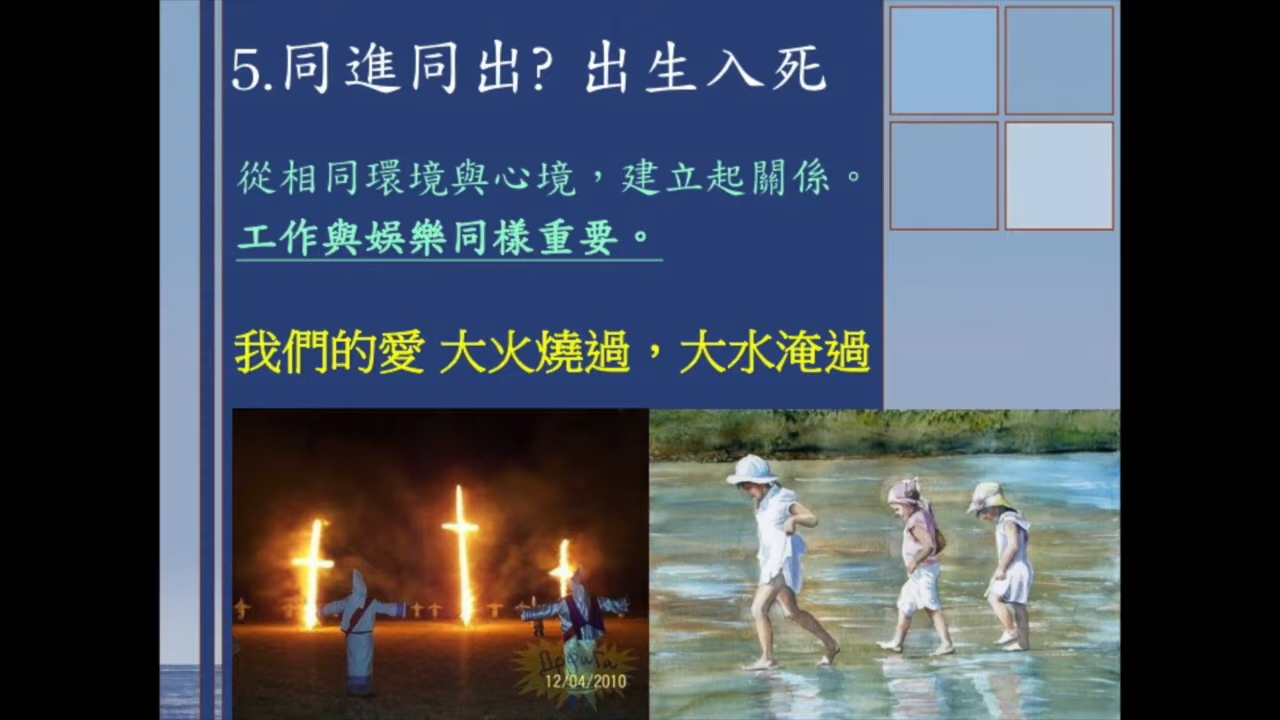 5.同進同出? 出生入死
從相同環境與心境，建立起關係。
工作與娛樂同樣重要。
我們的愛 大火燒過，大水淹過
12/04/2010